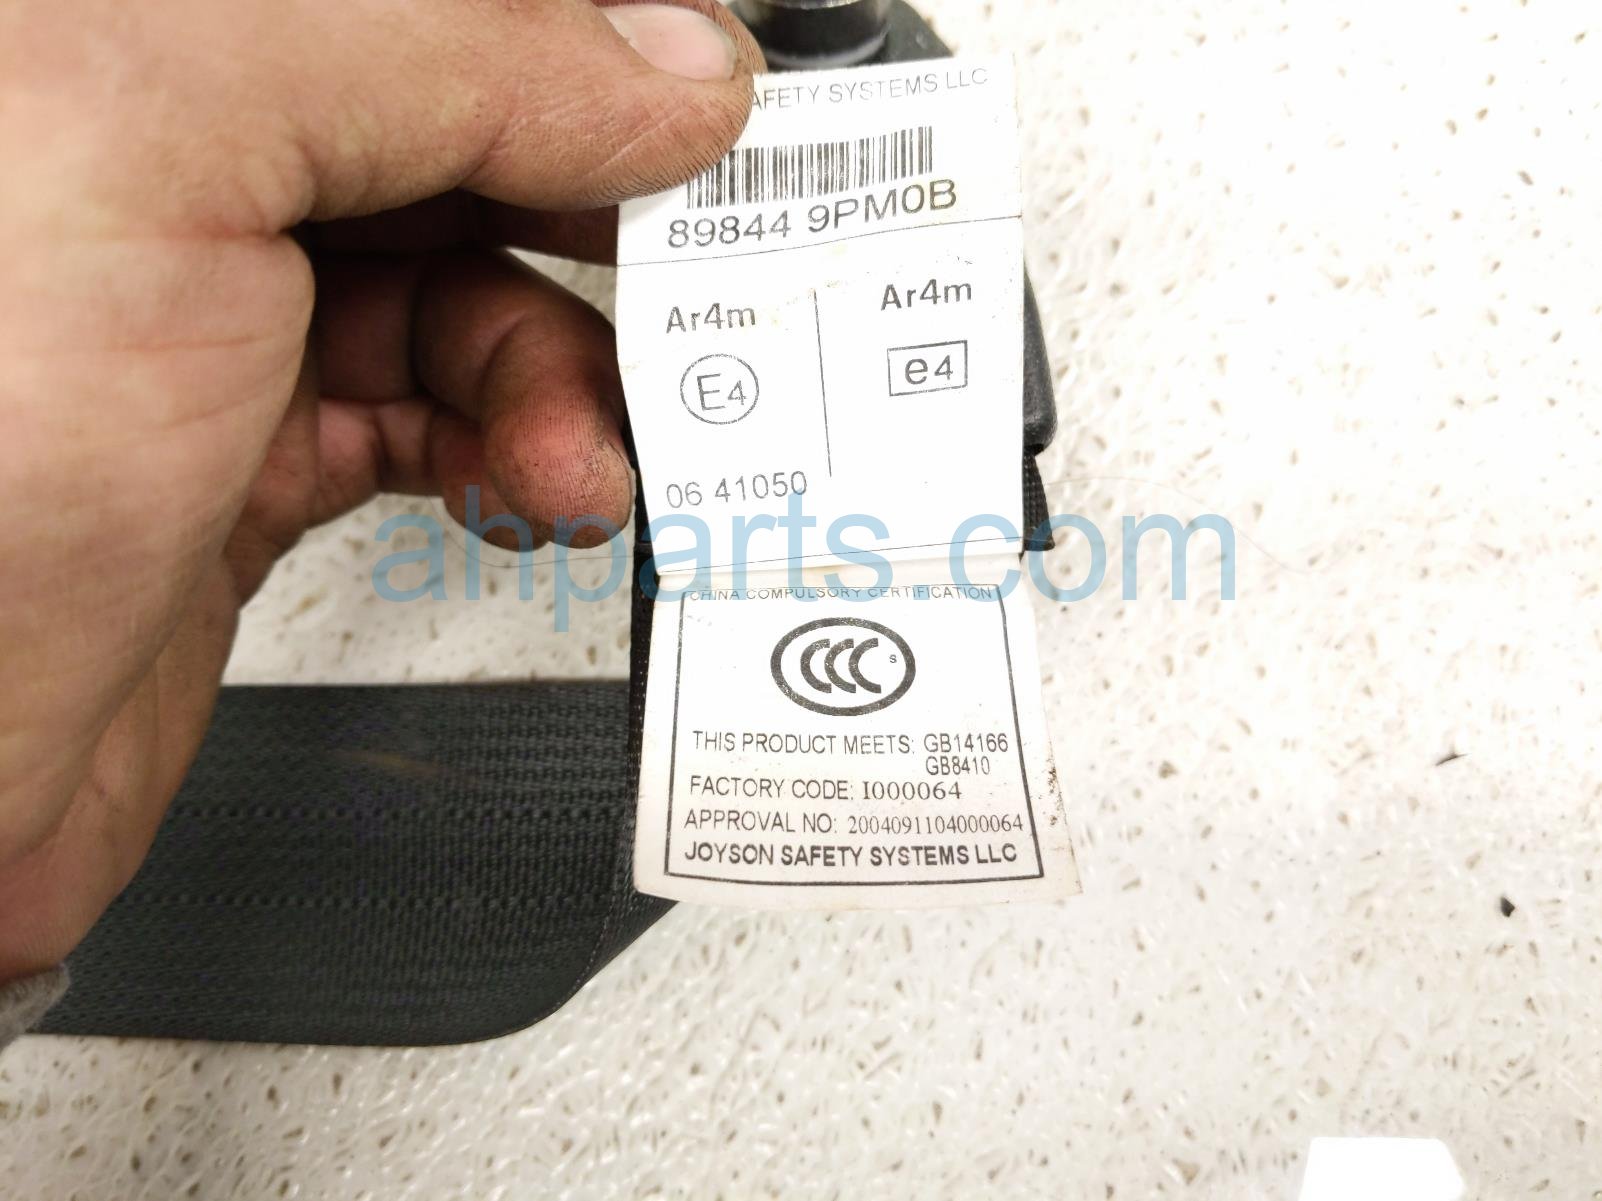 AFETY SYSTEMS LLC
89844 9PM0B
Ar4m
Ar4m
E4
e4
06 41050
ahparts.com
CHINA COMPULSORY CERTIFICATION
CCC S
THIS PRODUCT MEETS: GB14166
GB8410
FACTORY CODE: I000064
APPROVAL NO: 2004091104000064
JOYSON SAFETY SYSTEMS LLC